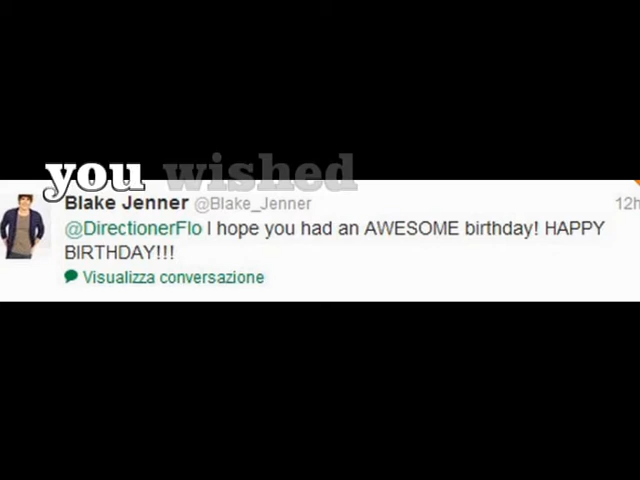 you wished
Blake Jenner @Blake_Jenner 12h
@DirectionerFlo I hope you had an AWESOME birthday! HAPPY
BIRTHDAY!!!
Visualizza conversazione